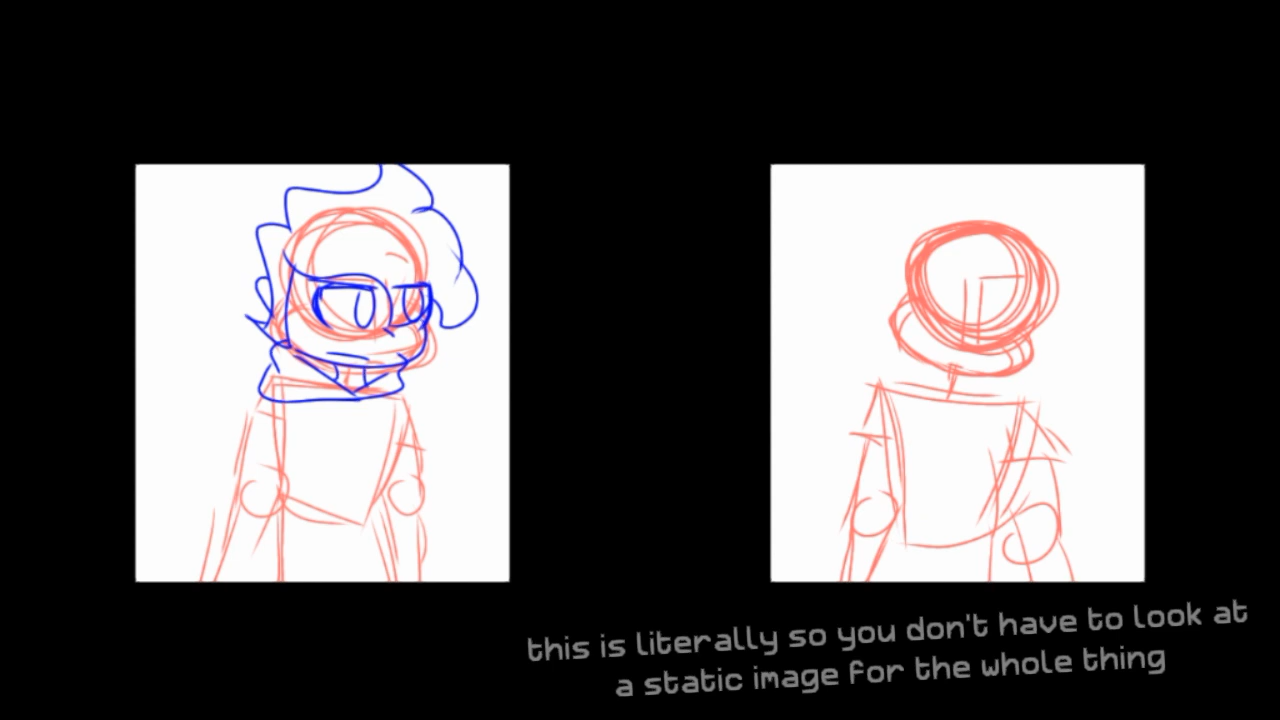 this is literally so you don't have to look at
a static image for the whole thing